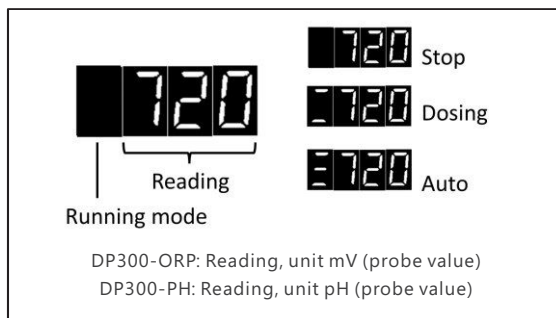 720
Reading
Running mode
720 Stop
720 Dosing
720 Auto
DP300-ORP: Reading, unit mV (probe value)
DP300-PH: Reading, unit pH (probe value)